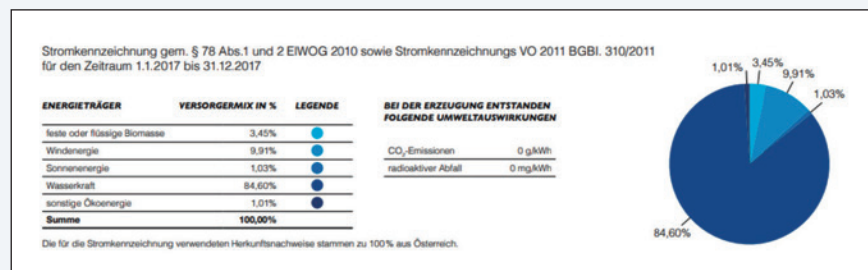 Stromkennzeichnung gem. § 78 Abs.1 und 2 ElWOG 2010 sowie Stromkennzeichnungs VO 2011 BGBl. 310/2011
für den Zeitraum 1.1.2017 bis 31.12.2017
ENERGIETRÄGER VERSORGERMIX IN % LEGENDE
feste oder flüssige Biomasse 3,45%
Windenergie 9,91%
Sonnenenergie 1,03%
Wasserkraft 84,60%
sonstige Ökoenergie 1,01%
Summe 100,00%
BEI DER ERZEUGUNG ENTSTANDEN
FOLGENDE UMWELTAUSWIRKUNGEN
CO₂-Emissionen 0 g/kWh
radioaktiver Abfall 0 mg/kWh
1,01%
3,45%
9,91%
1,03%
84,60%
Die für die Stromkennzeichnung verwendeten Herkunftsnachweise stammen zu 100% aus Österreich.